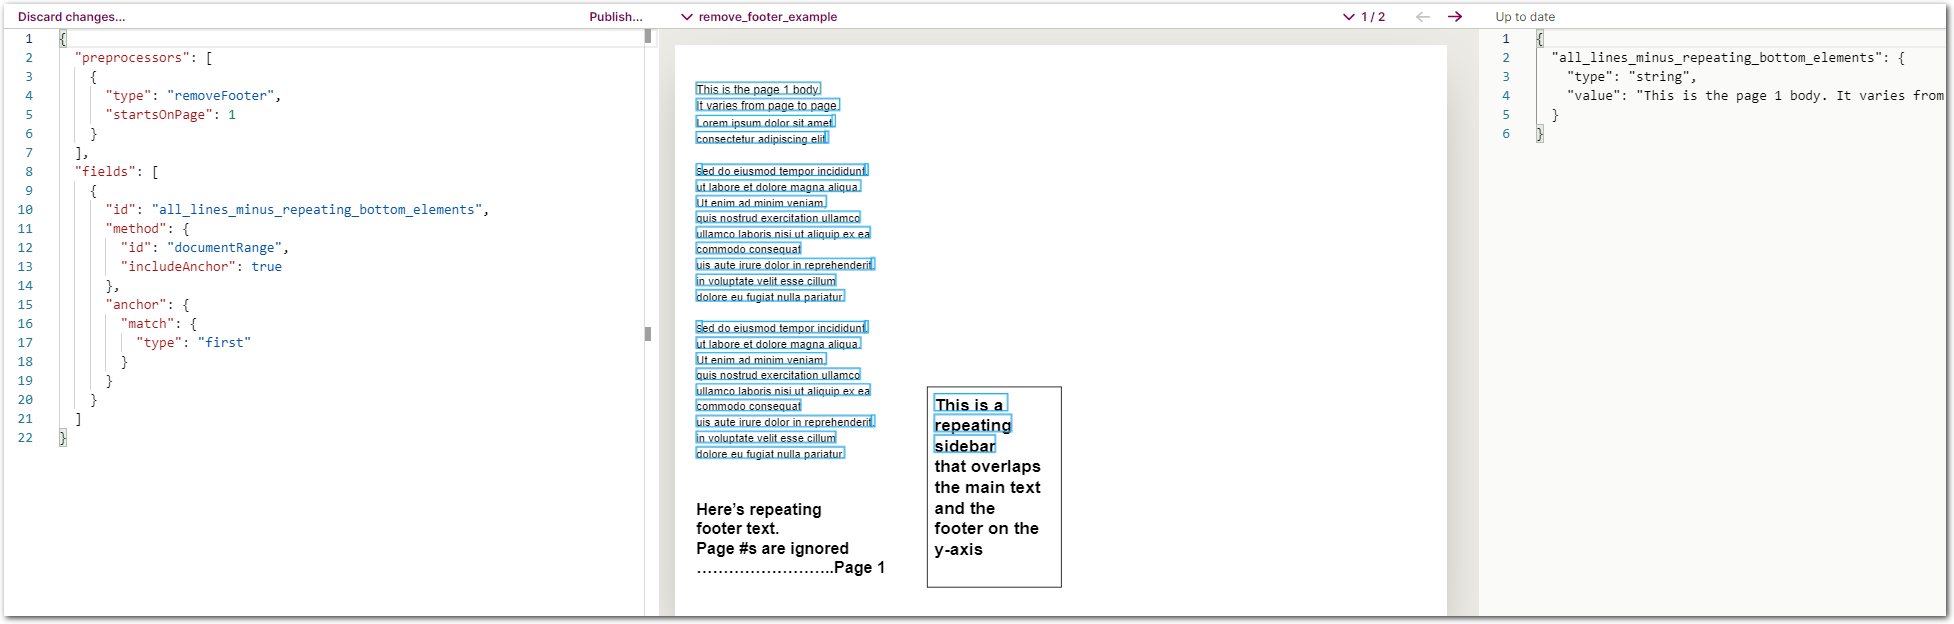 Discard changes...
Publish...
remove_footer_example
1 / 2
Up to date
1 {
2 "preprocessors": [
3 {
4 "type": "removeFooter",
5 "startsOnPage": 1
6 }
7 ],
8 "fields": [
9 {
10 "id": "all_lines_minus_repeating_bottom_elements",
11 "method": {
12 "id": "documentRange",
13 "includeAnchor": true
14 },
15 "anchor": {
16 "match": {
17 "type": "first"
18 }
19 }
20 }
21 ]
22 }
This is the page 1 body.
It varies from page to page.
Lorem ipsum dolor sit amet,
consectetur adipiscing elit,
Sed do eiusmod tempor incididunt,
ut labore et dolore magna aliqua.
Ut enim ad minim veniam,
quis nostrud exercitation ullamco
ullamco laboris nisi ut aliquip ex ea
commodo consequat
uis aute irure dolor in reprehenderit,
in voluptate velit esse cillum
dolore eu fugiat nulla pariatur.
Sed do eiusmod tempor incididunt,
ut labore et dolore magna aliqua.
Ut enim ad minim veniam,
quis nostrud exercitation ullamco
ullamco laboris nisi ut aliquip ex ea
commodo consequat
uis aute irure dolor in reprehenderit,
in voluptate velit esse cillum
dolore eu fugiat nulla pariatur.
Here’s repeating
footer text.
Page #s are ignored
……………………..Page 1
This is a
repeating
sidebar
that overlaps
the main text
and the
footer on the
y-axis
1 {
2 "all_lines_minus_repeating_bottom_elements": {
3 "type": "string",
4 "value": "This is the page 1 body. It varies from
5 }
6 }